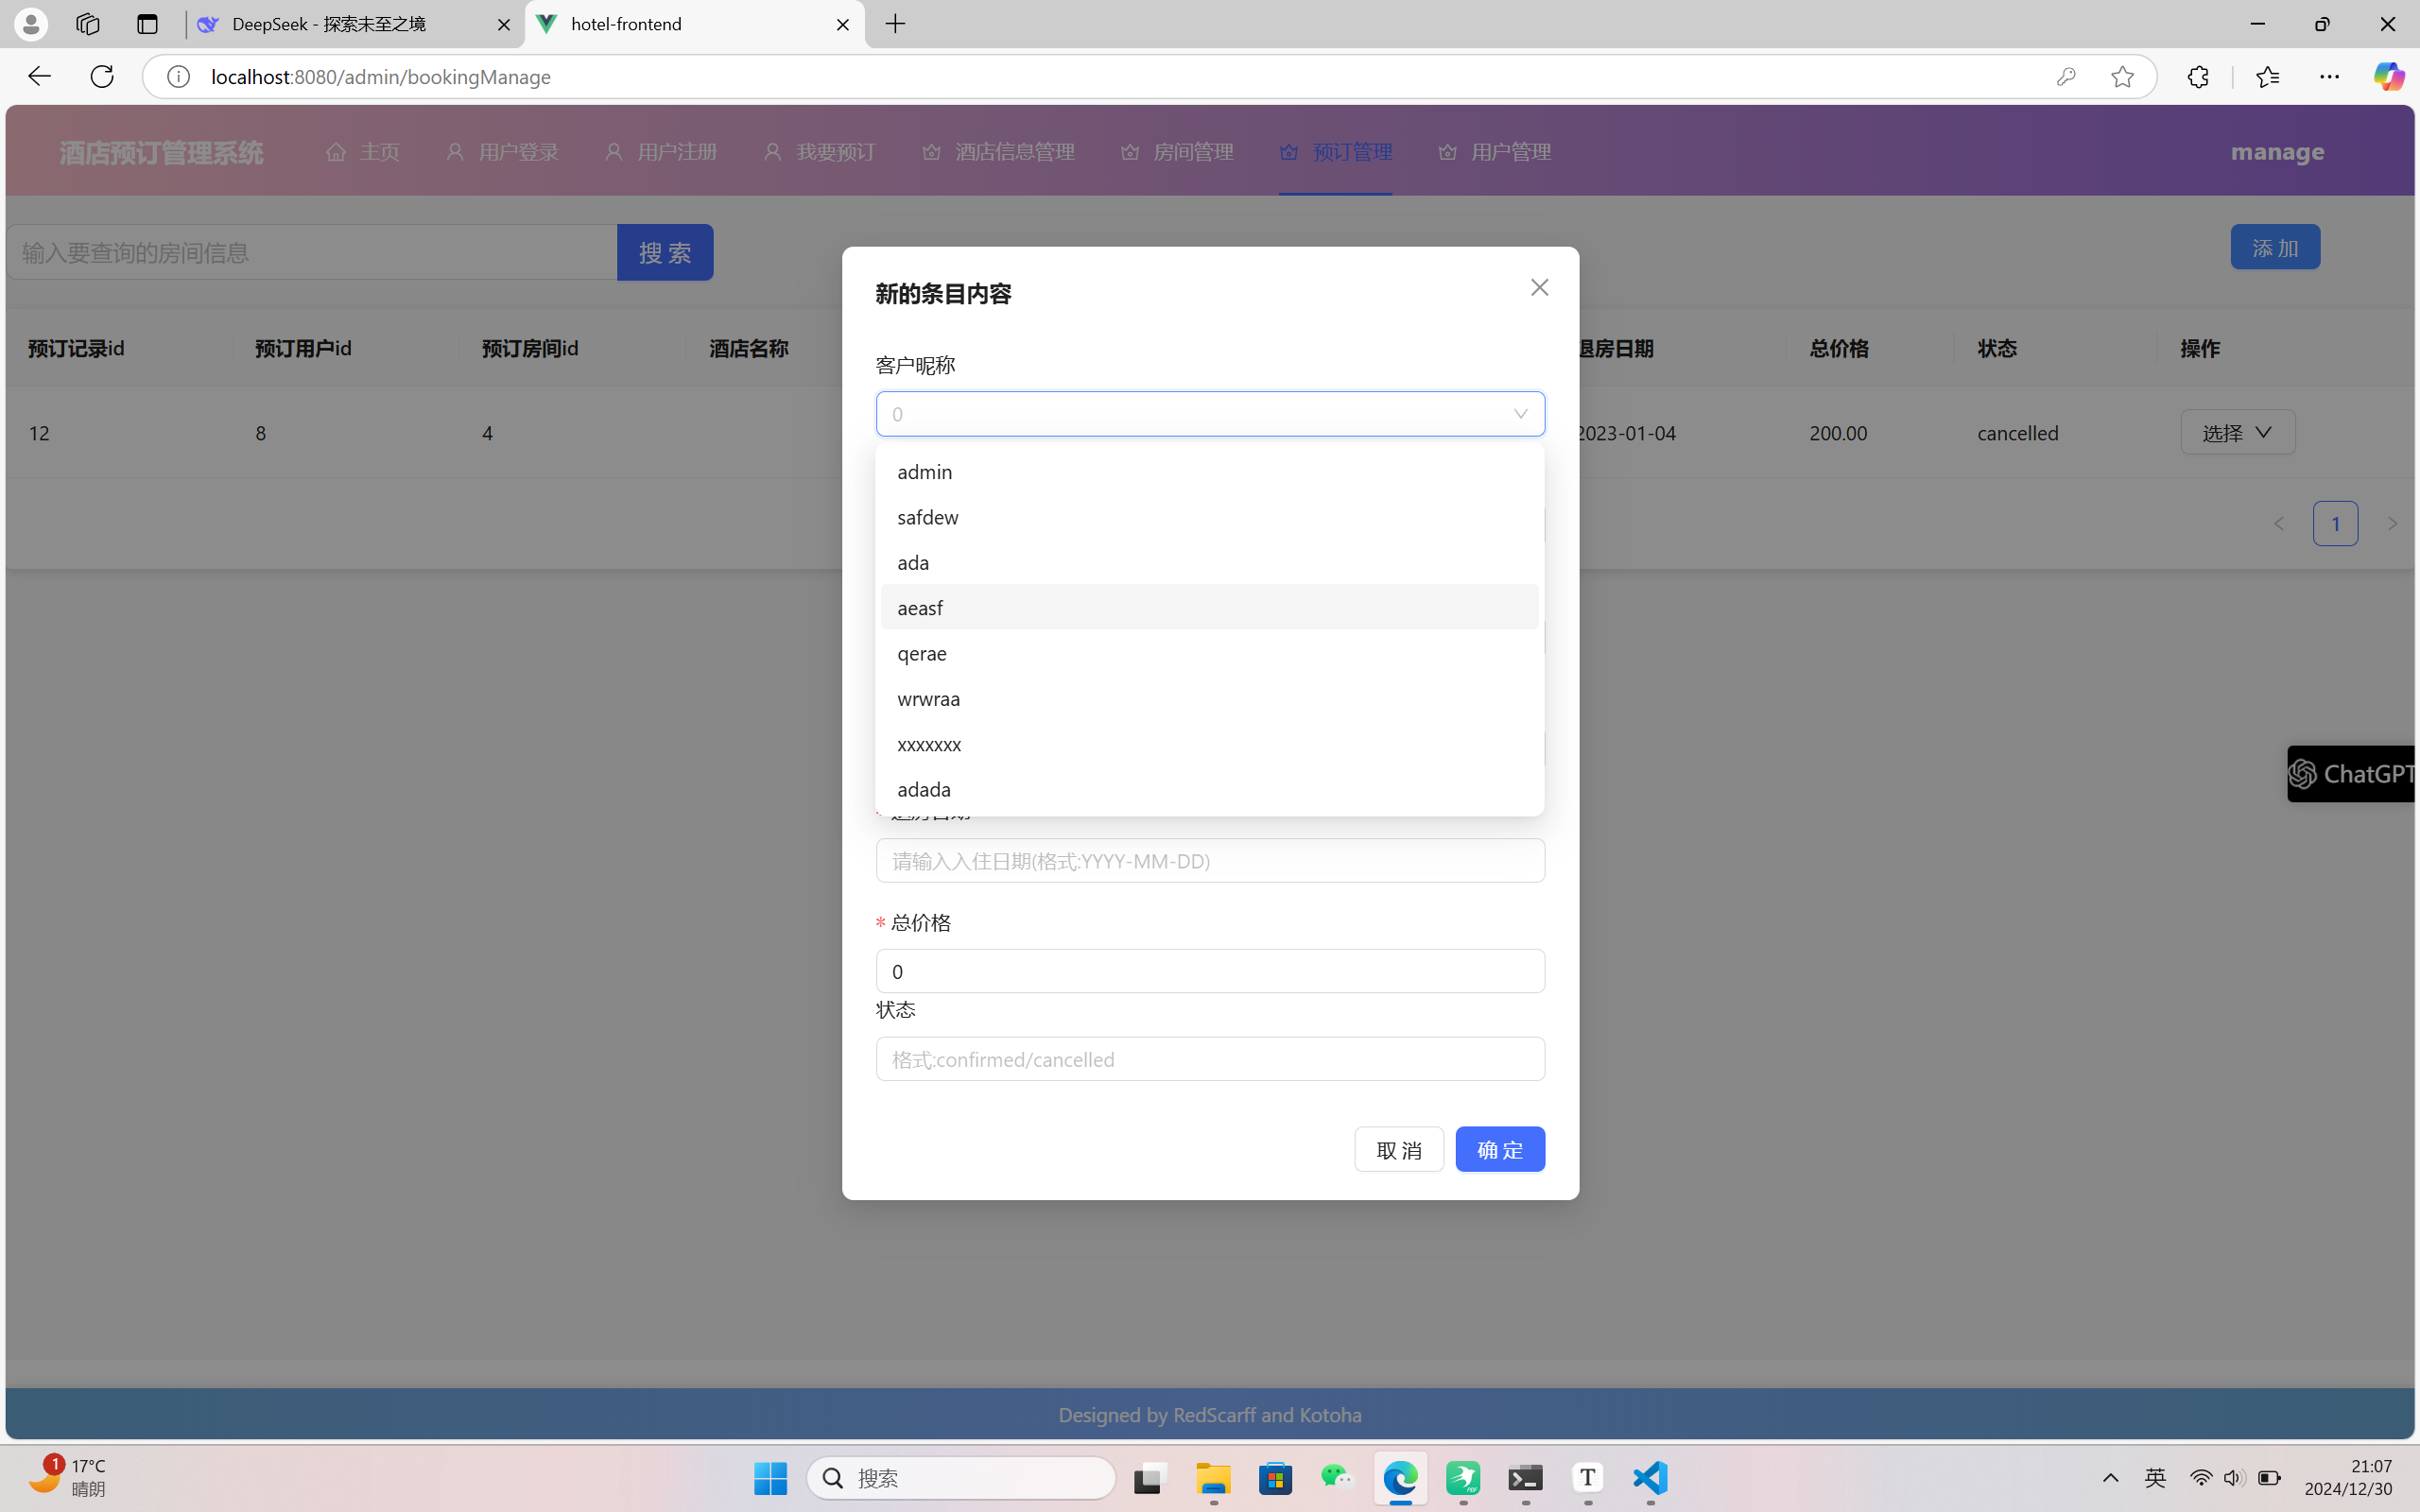 DeepSeek - 探索未至之境
hotel-frontend
localhost:8080/admin/bookingManage
酒店预订管理系统 主页 用户登录 用户注册 我要预订 酒店信息管理 房间管理 预订管理 用户管理 manage
输入要查询的房间信息 搜 索 添 加
新的条目内容
预订记录id 预订用户id 预订房间id 酒店名称 退房日期 总价格 状态 操作
客户昵称
0
12 8 4 2023-01-04 200.00 cancelled 选择
admin
safdew
1
ada
aeasf
qerae
wrwraa
xxxxxxx
ChatGPT
adada
请输入入住日期(格式:YYYY-MM-DD)
* 总价格
0
状态
格式:confirmed/cancelled
取 消 确 定
Designed by RedScarff and Kotoha
1 17°C
晴朗
搜索
英
21:07
2024/12/30